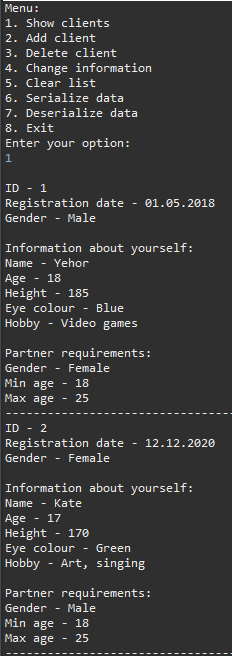 Menu:
1. Show clients
2. Add client
3. Delete client
4. Change information
5. Clear list
6. Serialize data
7. Deserialize data
8. Exit
Enter your option:
1
ID - 1
Registration date - 01.05.2018
Gender - Male
Information about yourself:
Name - Yehor
Age - 18
Height - 185
Eye colour - Blue
Hobby - Video games
Partner requirements:
Gender - Female
Min age - 18
Max age - 25
---------------------------------
ID - 2
Registration date - 12.12.2020
Gender - Female
Information about yourself:
Name - Kate
Age - 17
Height - 170
Eye colour - Green
Hobby - Art, singing
Partner requirements:
Gender - Male
Min age - 18
Max age - 25
---------------------------------